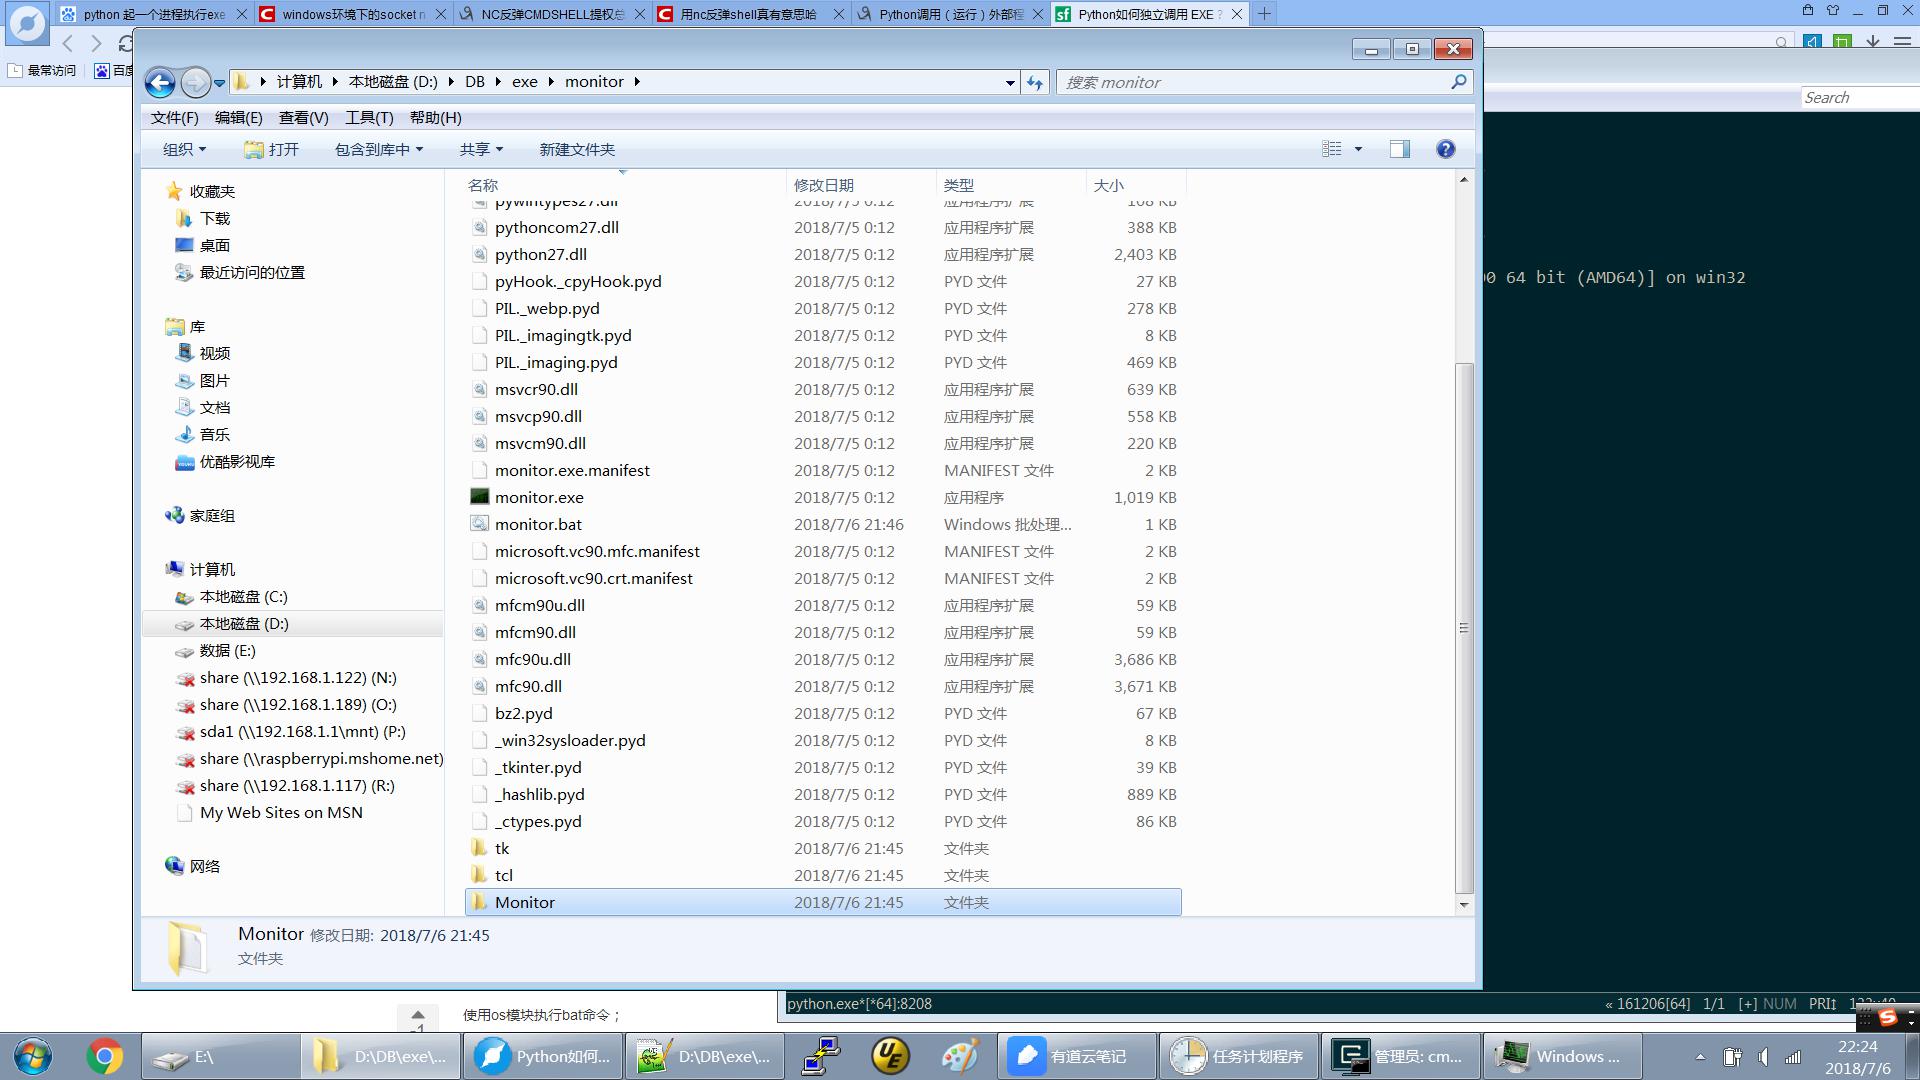 python 起一个进程执行exe
windows环境下的socket n
NC反弹CMDSHELL提权总
用nc反弹shell真有意思哈
Python调用（运行）外部程
Python如何独立调用 EXE？
最常访问
百度
计算机 本地磁盘 (D:) DB exe monitor
搜索 monitor
Search
文件(F) 编辑(E) 查看(V) 工具(T) 帮助(H)
组织 打开 包含到库中 共享 新建文件夹
名称 修改日期 类型 大小
收藏夹
下载
桌面
最近访问的位置
库
视频
图片
文档
音乐
优酷影视库
家庭组
计算机
本地磁盘 (C:)
本地磁盘 (D:)
数据 (E:)
share (\\192.168.1.122) (N:)
share (\\192.168.1.189) (O:)
sda1 (\\192.168.1.1\mnt) (P:)
share (\\raspberrypi.mshome.net)
share (\\192.168.1.117) (R:)
My Web Sites on MSN
网络
pywintypes27.dll 2018/7/5 0:12 应用程序扩展 108 KB
pythoncom27.dll 2018/7/5 0:12 应用程序扩展 388 KB
python27.dll 2018/7/5 0:12 应用程序扩展 2,403 KB
pyHook._cpyHook.pyd 2018/7/5 0:12 PYD 文件 27 KB
PIL._webp.pyd 2018/7/5 0:12 PYD 文件 278 KB
PIL._imagingtk.pyd 2018/7/5 0:12 PYD 文件 8 KB
PIL._imaging.pyd 2018/7/5 0:12 PYD 文件 469 KB
msvcr90.dll 2018/7/5 0:12 应用程序扩展 639 KB
msvcp90.dll 2018/7/5 0:12 应用程序扩展 558 KB
msvcm90.dll 2018/7/5 0:12 应用程序扩展 220 KB
monitor.exe.manifest 2018/7/5 0:12 MANIFEST 文件 2 KB
monitor.exe 2018/7/5 0:12 应用程序 1,019 KB
monitor.bat 2018/7/6 21:46 Windows 批处理... 1 KB
microsoft.vc90.mfc.manifest 2018/7/5 0:12 MANIFEST 文件 2 KB
microsoft.vc90.crt.manifest 2018/7/5 0:12 MANIFEST 文件 2 KB
mfcm90u.dll 2018/7/5 0:12 应用程序扩展 59 KB
mfcm90.dll 2018/7/5 0:12 应用程序扩展 59 KB
mfc90u.dll 2018/7/5 0:12 应用程序扩展 3,686 KB
mfc90.dll 2018/7/5 0:12 应用程序扩展 3,671 KB
bz2.pyd 2018/7/5 0:12 PYD 文件 67 KB
_win32sysloader.pyd 2018/7/5 0:12 PYD 文件 8 KB
_tkinter.pyd 2018/7/5 0:12 PYD 文件 39 KB
_hashlib.pyd 2018/7/5 0:12 PYD 文件 889 KB
_ctypes.pyd 2018/7/5 0:12 PYD 文件 86 KB
tk 2018/7/6 21:45 文件夹
tcl 2018/7/6 21:45 文件夹
Monitor 2018/7/6 21:45 文件夹
Monitor 修改日期: 2018/7/6 21:45
文件夹
0 64 bit (AMD64)] on win32
python.exe*[*64]:8208 « 161206[64] 1/1 [+] NUM PRI↕
-1
使用os模块执行bat命令；
E:\
D:\DB\exe\...
Python如何...
D:\DB\exe\...
有道云笔记
任务计划程序
管理员: cm...
Windows ...
22:24
2018/7/6